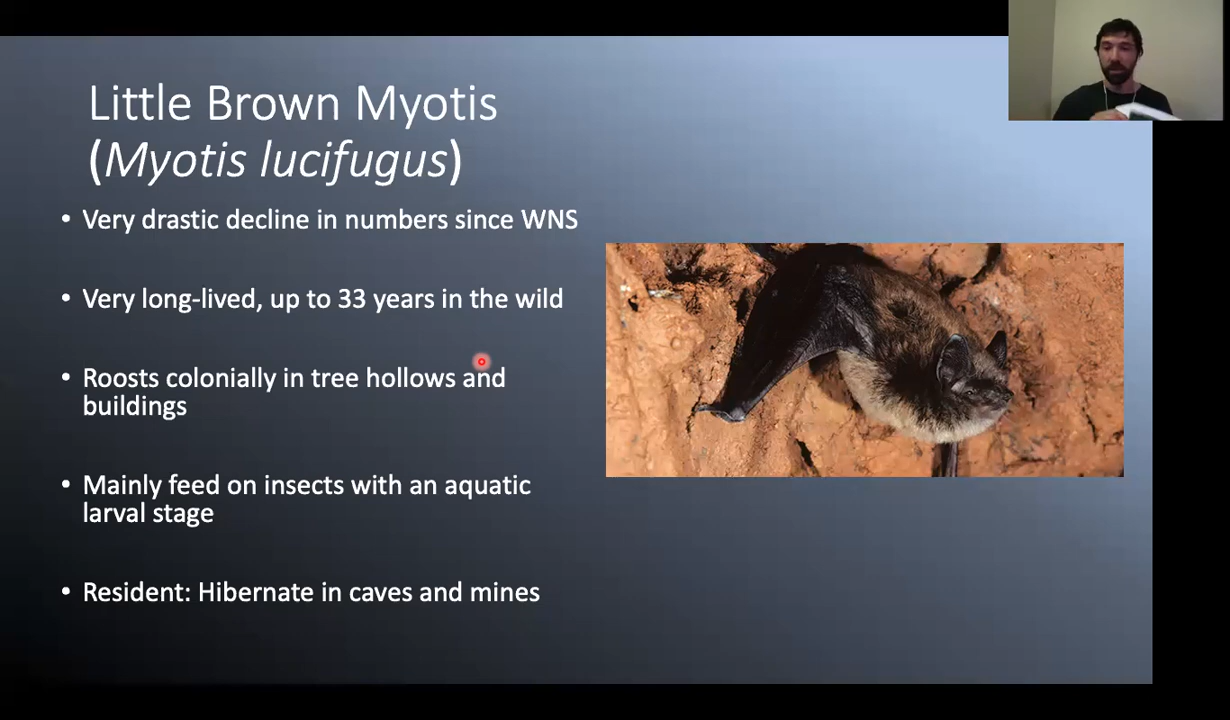 Little Brown Myotis
(Myotis lucifugus)
• Very drastic decline in numbers since WNS
• Very long-lived, up to 33 years in the wild
• Roosts colonially in tree hollows and
buildings
• Mainly feed on insects with an aquatic
larval stage
• Resident: Hibernate in caves and mines